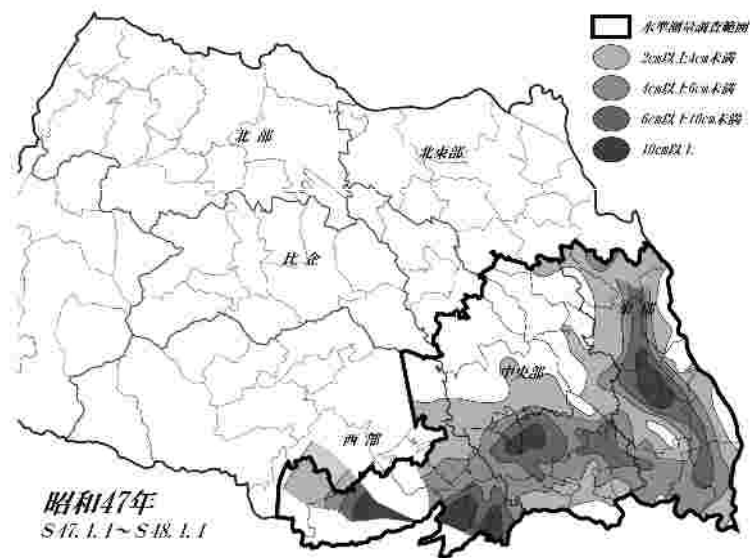 水準測量調査範囲
2cm以上4cm未満
4cm以上6cm未満
6cm以上10cm未満
10cm以上
北部
北東部
比企
東部
中央部
西部
昭和47年
S47.1.1～S48.1.1